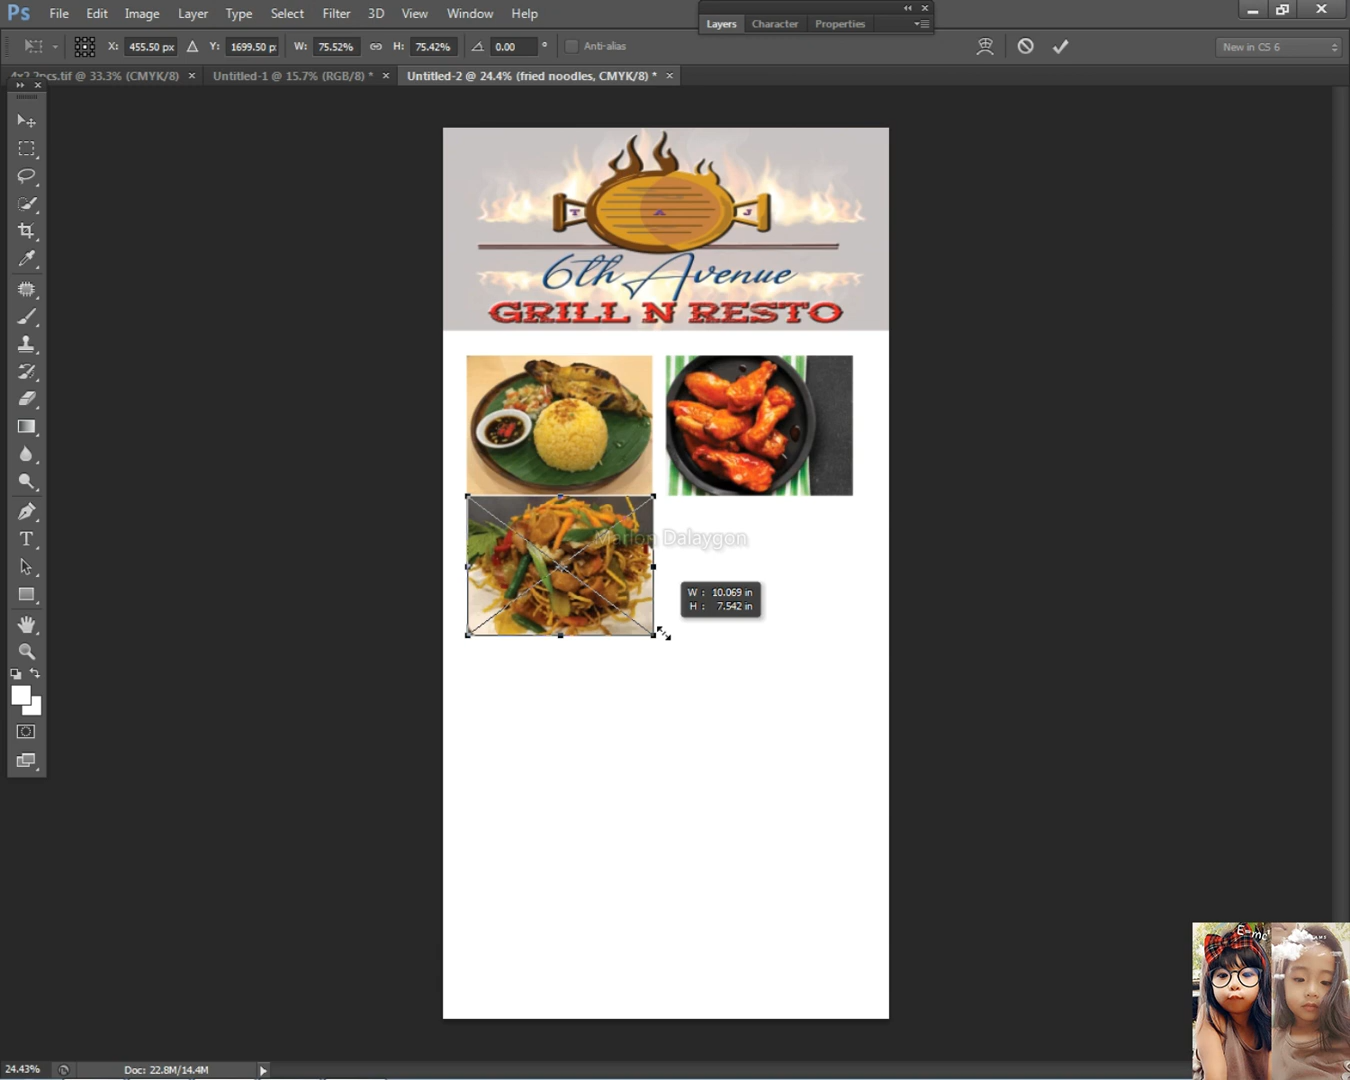 Ps File Edit Image Layer Type Select Filter 3D View Window Help
Layers Character Properties
X: 455.50 px Y: 1699.50 p W: 75.52% H: 75.42% 0.00 ° Anti-alias
New in CS 6
4x2 2pcs.tif @ 33.3% (CMYK/8) × Untitled-1 @ 15.7% (RGB/8) * × Untitled-2 @ 24.4% (fried noodles, CMYK/8) * ×
T A J
6th Avenue
GRILL N RESTO
Marlon Dalaygon
W : 10.069 in
H : 7.542 in
T
24.43% Doc: 22.8M/14.4M